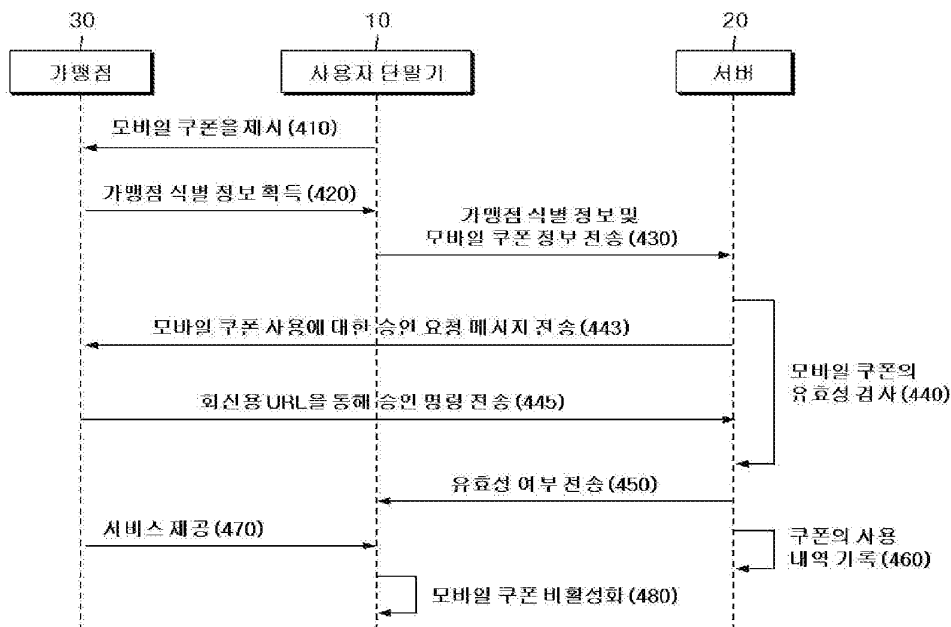 30
10
20
가맹점
사용자 단말기
서버
모바일 쿠폰을 제시(410)
가맹점 식별 정보 획득(420)
가맹점 식별 정보 및
모바일 쿠폰 정보 전송(430)
모바일 쿠폰 사용에 대한 승인 요청 메시지 전송(443)
모바일 쿠폰의
유효성 검사(440)
회신용 URL을 통해 승인 명령 전송(445)
유효성 여부 전송(450)
서비스 제공(470)
쿠폰의 사용
내역 기록(460)
모바일 쿠폰 비활성화(480)